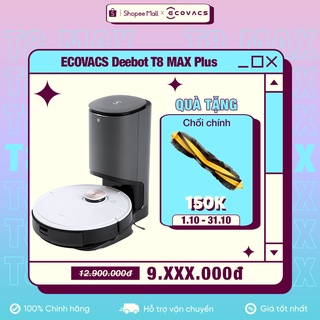 Shopee Mall × ECOVACS
ECOVACS Deebot T8 MAX Plus
QUÀ TẶNG
Chổi chính
150K
1.10 - 31.10
12.900.000đ
9.XXX.000đ
100% Chính hãng
Hỗ trợ vận chuyển
Giá tốt nhất